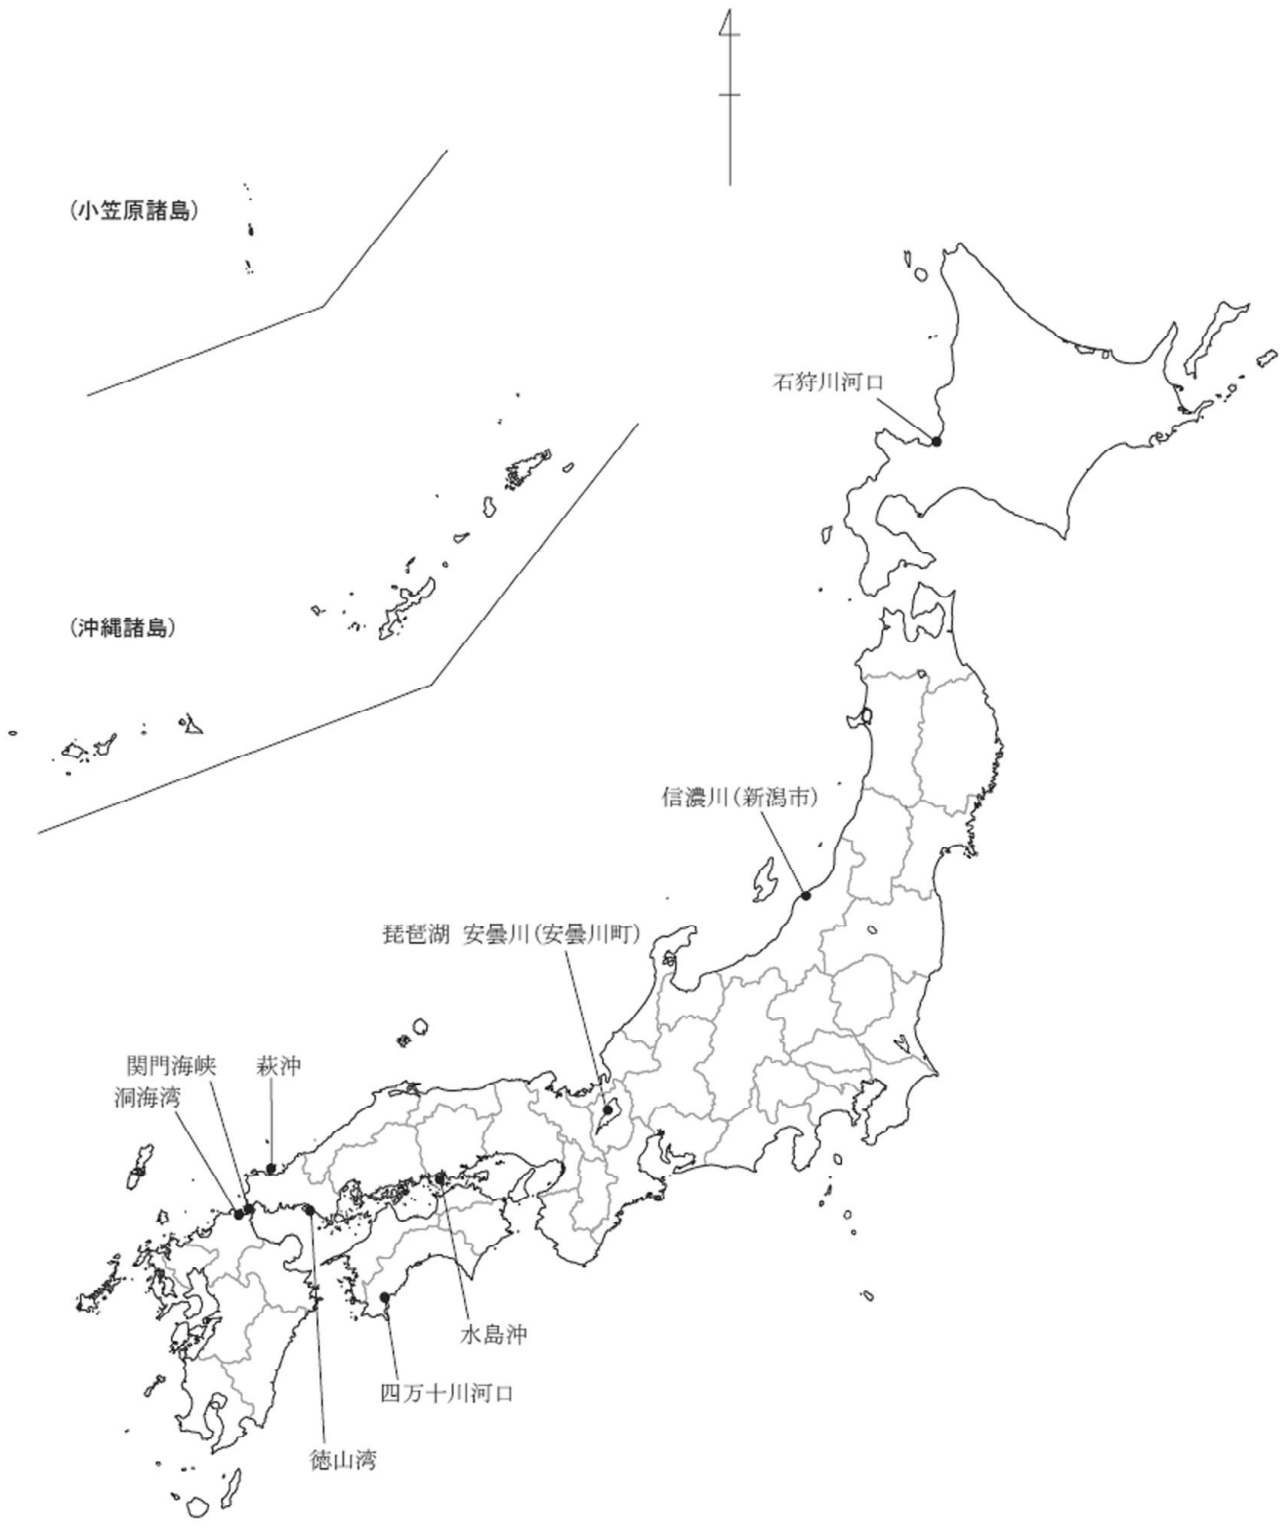 (小笠原諸島)
石狩川河口
(沖縄諸島)
信濃川(新潟市)
琵琶湖 安曇川(安曇川町)
関門海峡
萩沖
洞海湾
水島沖
四万十川河口
徳山湾